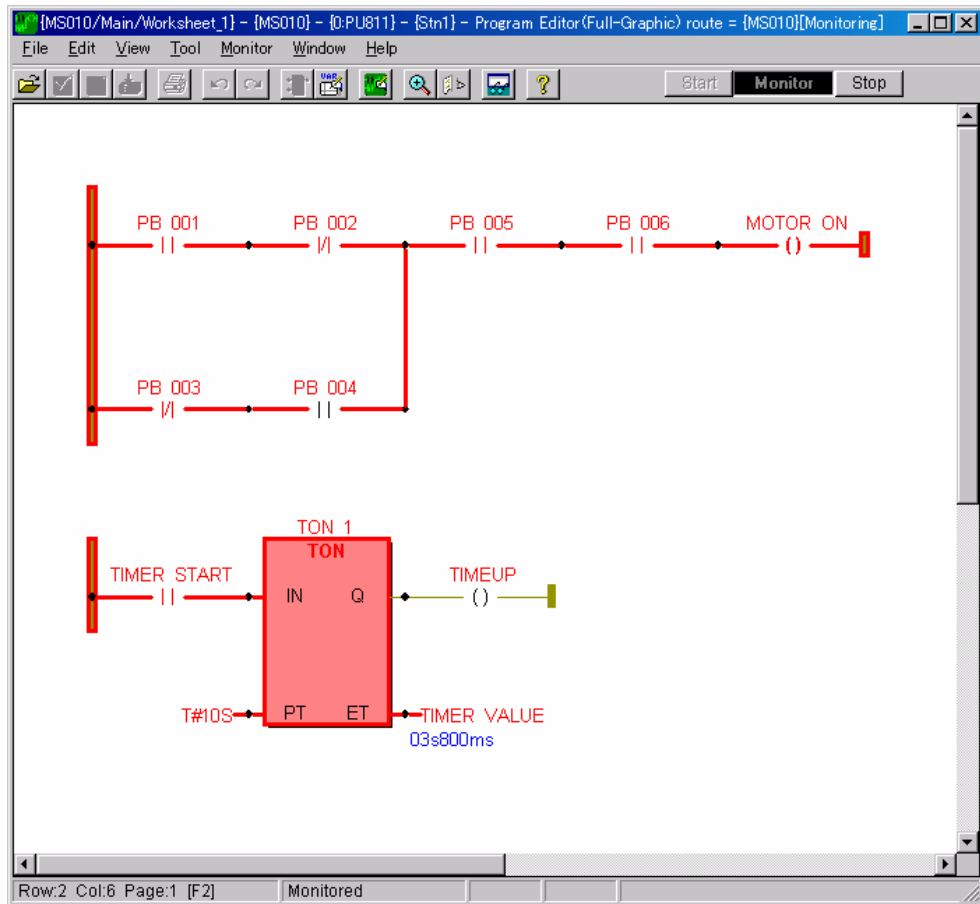 {MS010/Main/Worksheet_1} - {MS010} - {0:PU811} - {Stn1} - Program Editor(Full-Graphic) route = {MS010}[Monitoring]
File Edit View Tool Monitor Window Help
VAR Start Monitor Stop
PB 001 PB 002 PB 005 PB 006 MOTOR ON
PB 003 PB 004
TON 1
TON
TIMER START TIMEUP
IN Q
T#10S PT ET TIMER VALUE
03s800ms
Row:2 Col:6 Page:1 [F2] Monitored